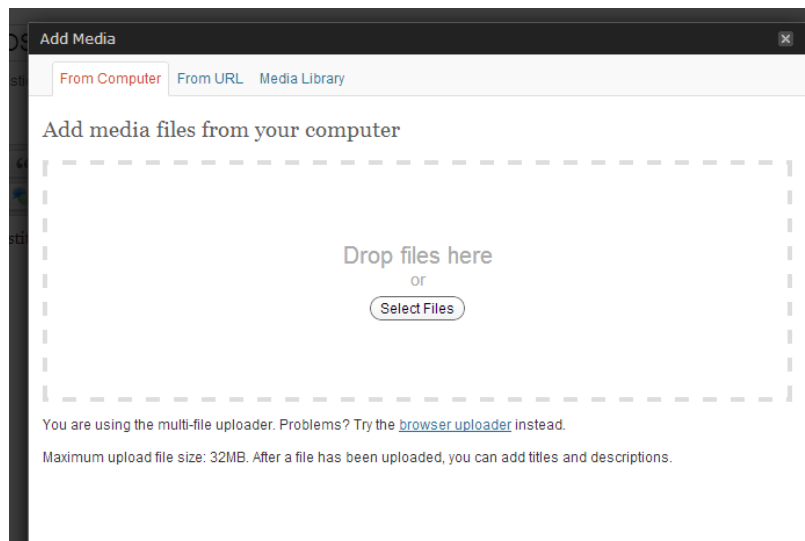 Add Media
From Computer From URL Media Library
Add media files from your computer
Drop files here
or
Select Files
You are using the multi-file uploader. Problems? Try the browser uploader instead.
Maximum upload file size: 32MB. After a file has been uploaded, you can add titles and descriptions.